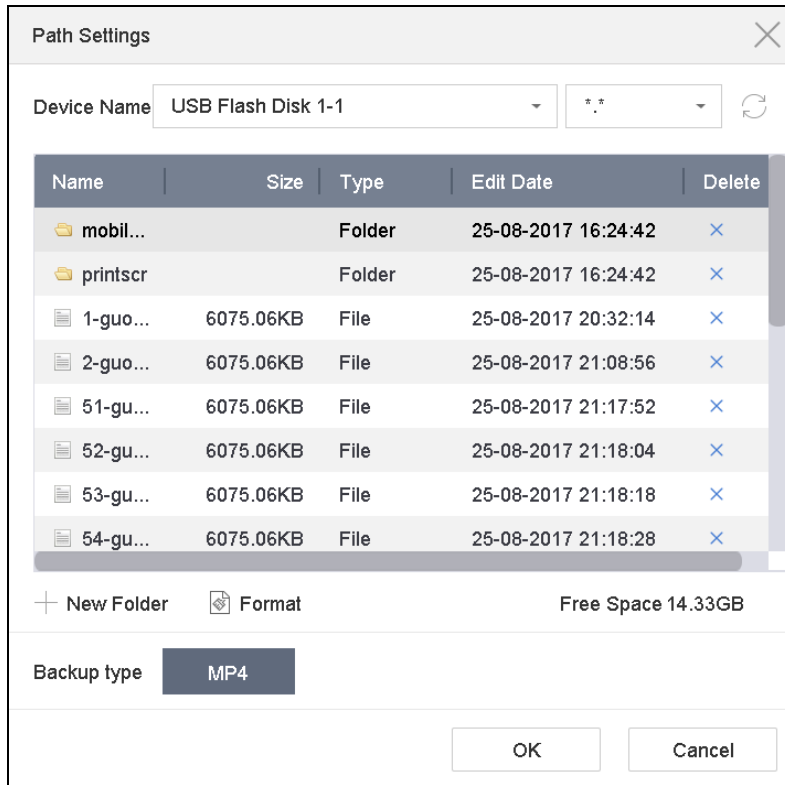 Path Settings
Device Name USB Flash Disk 1-1 *.*
Name Size Type Edit Date Delete
mobil... Folder 25-08-2017 16:24:42
printscr Folder 25-08-2017 16:24:42
1-guo... 6075.06KB File 25-08-2017 20:32:14
2-guo... 6075.06KB File 25-08-2017 21:08:56
51-gu... 6075.06KB File 25-08-2017 21:17:52
52-gu... 6075.06KB File 25-08-2017 21:18:04
53-gu... 6075.06KB File 25-08-2017 21:18:18
54-gu... 6075.06KB File 25-08-2017 21:18:28
New Folder Format Free Space 14.33GB
Backup type MP4
OK Cancel